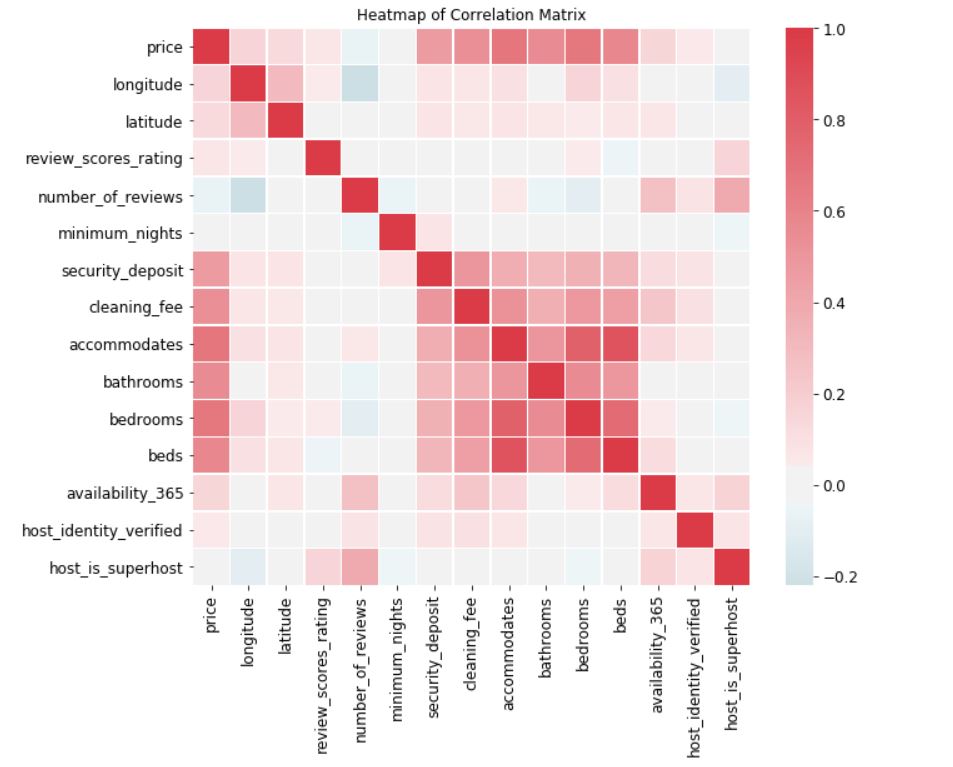 Heatmap of Correlation Matrix
price
longitude
latitude
review_scores_rating
number_of_reviews
minimum_nights
security_deposit
cleaning_fee
accommodates
bathrooms
bedrooms
beds
availability_365
host_identity_verified
host_is_superhost
price
longitude
latitude
review_scores_rating
number_of_reviews
minimum_nights
security_deposit
cleaning_fee
accommodates
bathrooms
bedrooms
beds
availability_365
host_identity_verified
host_is_superhost
1.0
0.8
0.6
0.4
0.2
0.0
−0.2